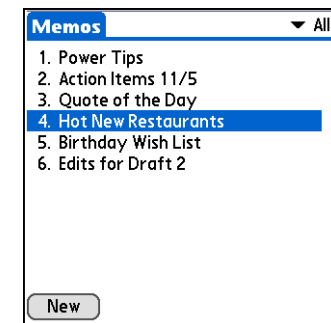 Memos All
1. Power Tips
2. Action Items 11/5
3. Quote of the Day
4. Hot New Restaurants
5. Birthday Wish List
6. Edits for Draft 2
New